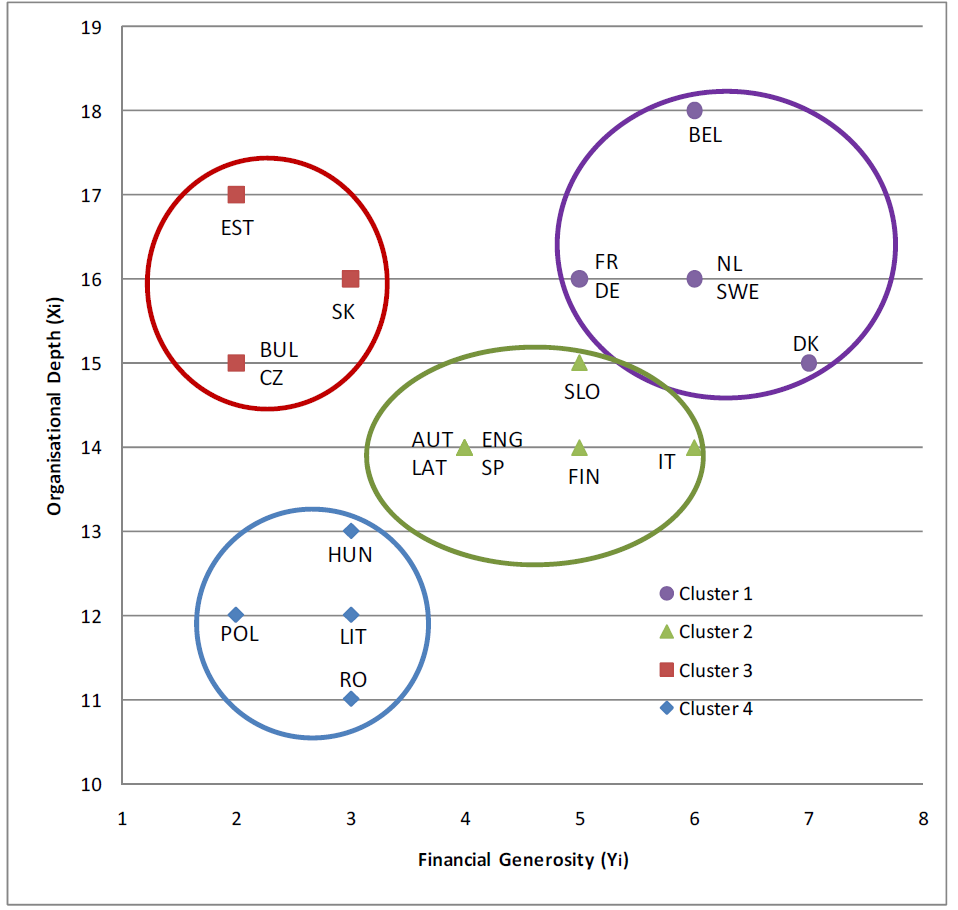 19
18
BEL
17
EST
16
FR
DE
NL
SWE
SK
15
BUL
CZ
DK
SLO
14
AUT
LAT
ENG
SP
FIN
IT
13
HUN
12
POL
LIT
RO
11
10
Cluster 1
Cluster 2
Cluster 3
Cluster 4
1 2 3 4 5 6 7 8
Organisational Depth (Xi)
Financial Generosity (Yi)